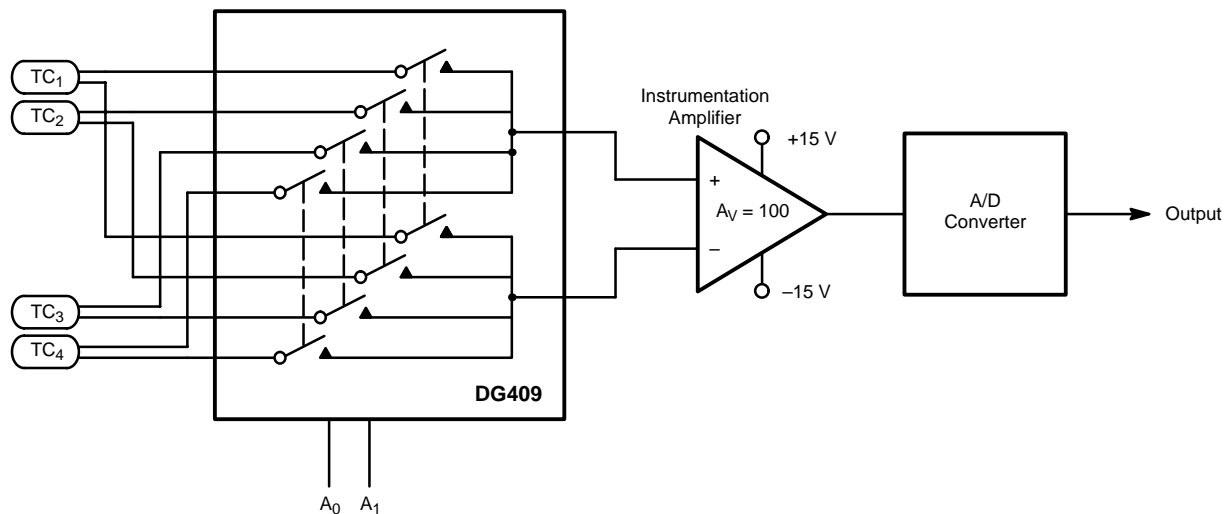 TC1
TC2
TC3
TC4
DG409
A0
A1
Instrumentation
Amplifier
+15 V
+
AV = 100
–
–15 V
A/D
Converter
Output